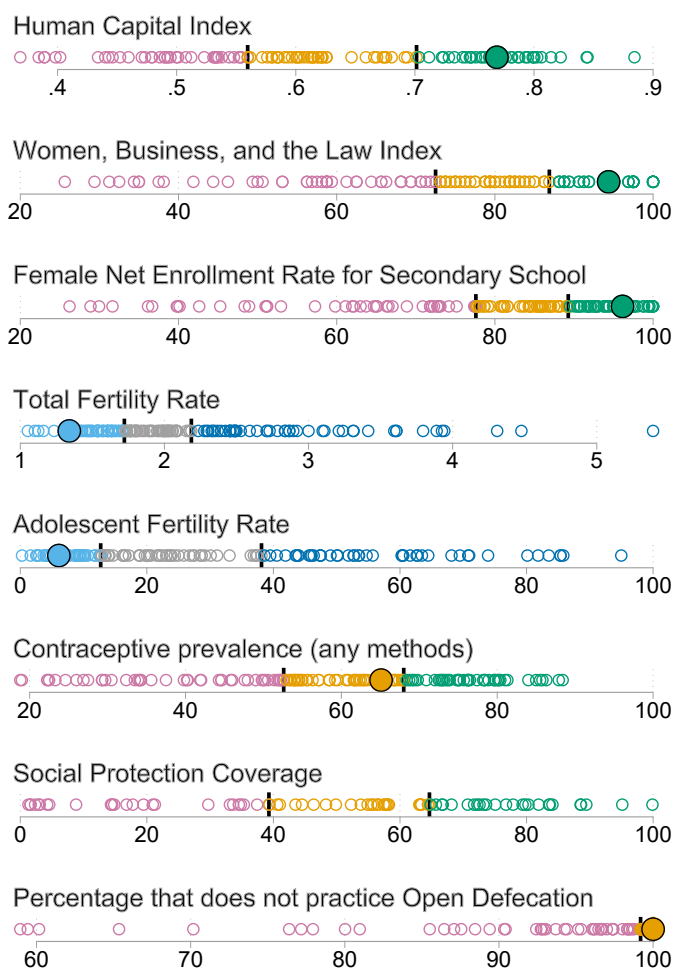 Human Capital Index
.4 .5 .6 .7 .8 .9
Women, Business, and the Law Index
20 40 60 80 100
Female Net Enrollment Rate for Secondary School
20 40 60 80 100
Total Fertility Rate
1 2 3 4 5
Adolescent Fertility Rate
0 20 40 60 80 100
Contraceptive prevalence (any methods)
20 40 60 80 100
Social Protection Coverage
0 20 40 60 80 100
Percentage that does not practice Open Defecation
60 70 80 90 100